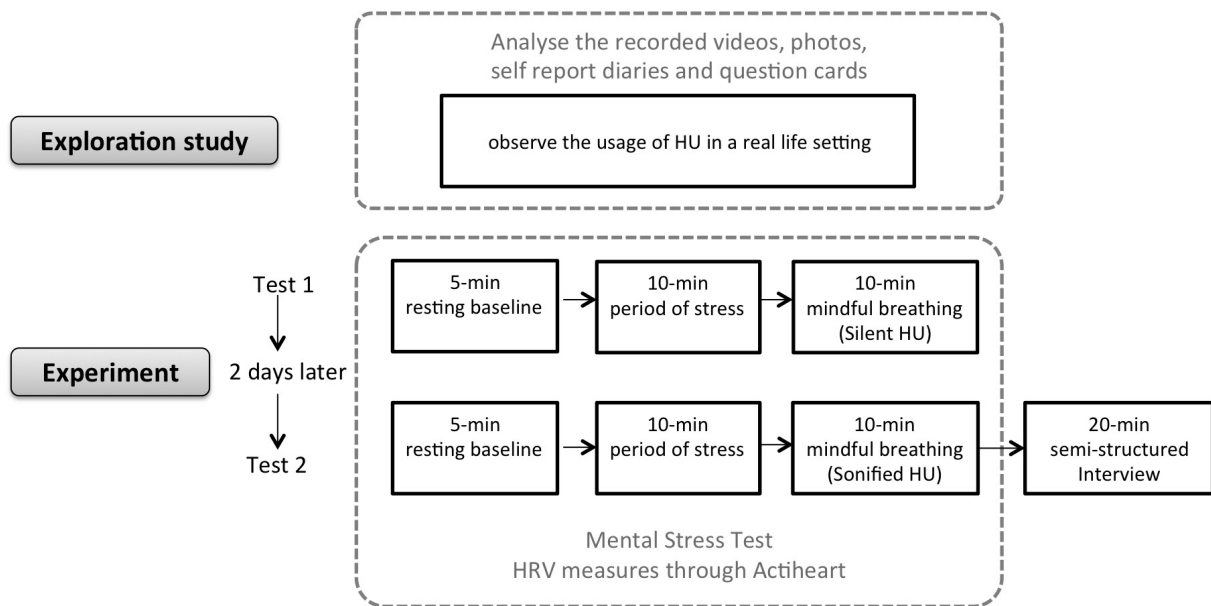 Analyse the recorded videos, photos,
self report diaries and question cards
Exploration study
observe the usage of HU in a real life setting
Experiment
Test 1
2 days later
Test 2
5-min
resting baseline
10-min
period of stress
10-min
mindful breathing
(Silent HU)
5-min
resting baseline
10-min
period of stress
10-min
mindful breathing
(Sonified HU)
20-min
semi-structured
Interview
Mental Stress Test
HRV measures through Actiheart